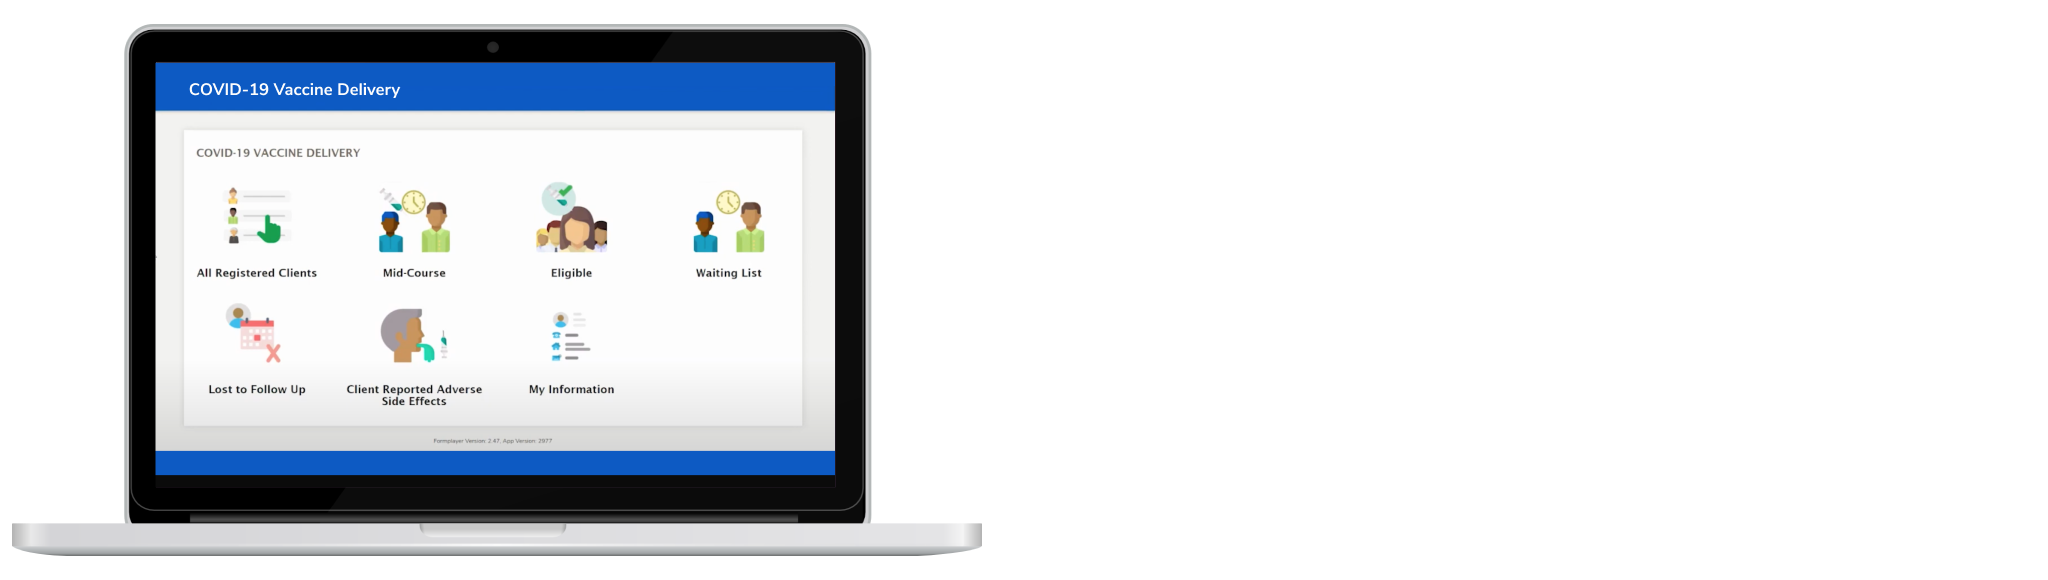 COVID-19 Vaccine Delivery
COVID-19 VACCINE DELIVERY
All Registered Clients
Mid-Course
Eligible
Waiting List
Lost to Follow Up
Client Reported Adverse
Side Effects
My Information
Formplayer Version: 2.47, App Version: 2977